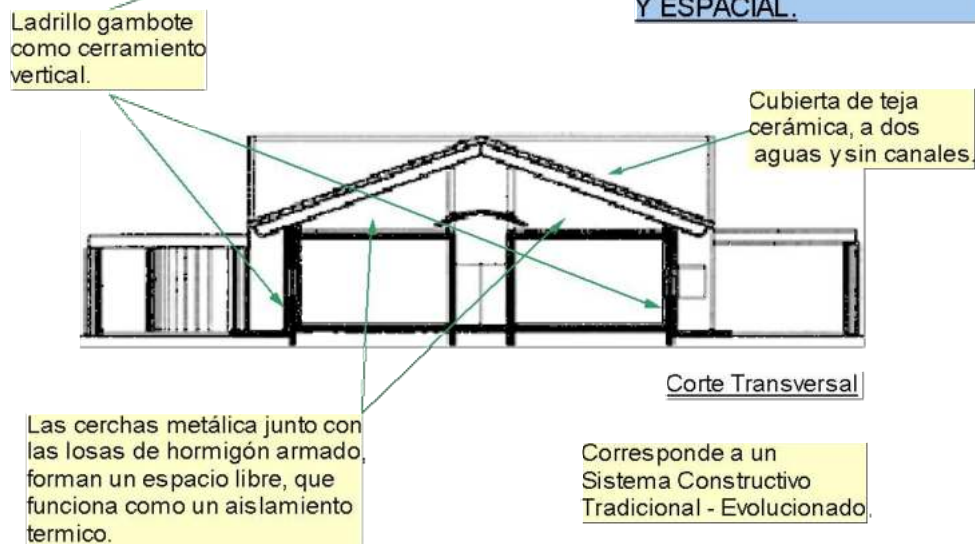 Y ESPACIAL.
Ladrillo gambote
como cerramiento
vertical.
Cubierta de teja
cerámica, a dos
aguas y sin canales.
Corte Transversal
Las cerchas metálica junto con
las losas de hormigón armado,
forman un espacio libre, que
funciona como un aislamiento
termico.
Corresponde a un
Sistema Constructivo
Tradicional - Evolucionado.